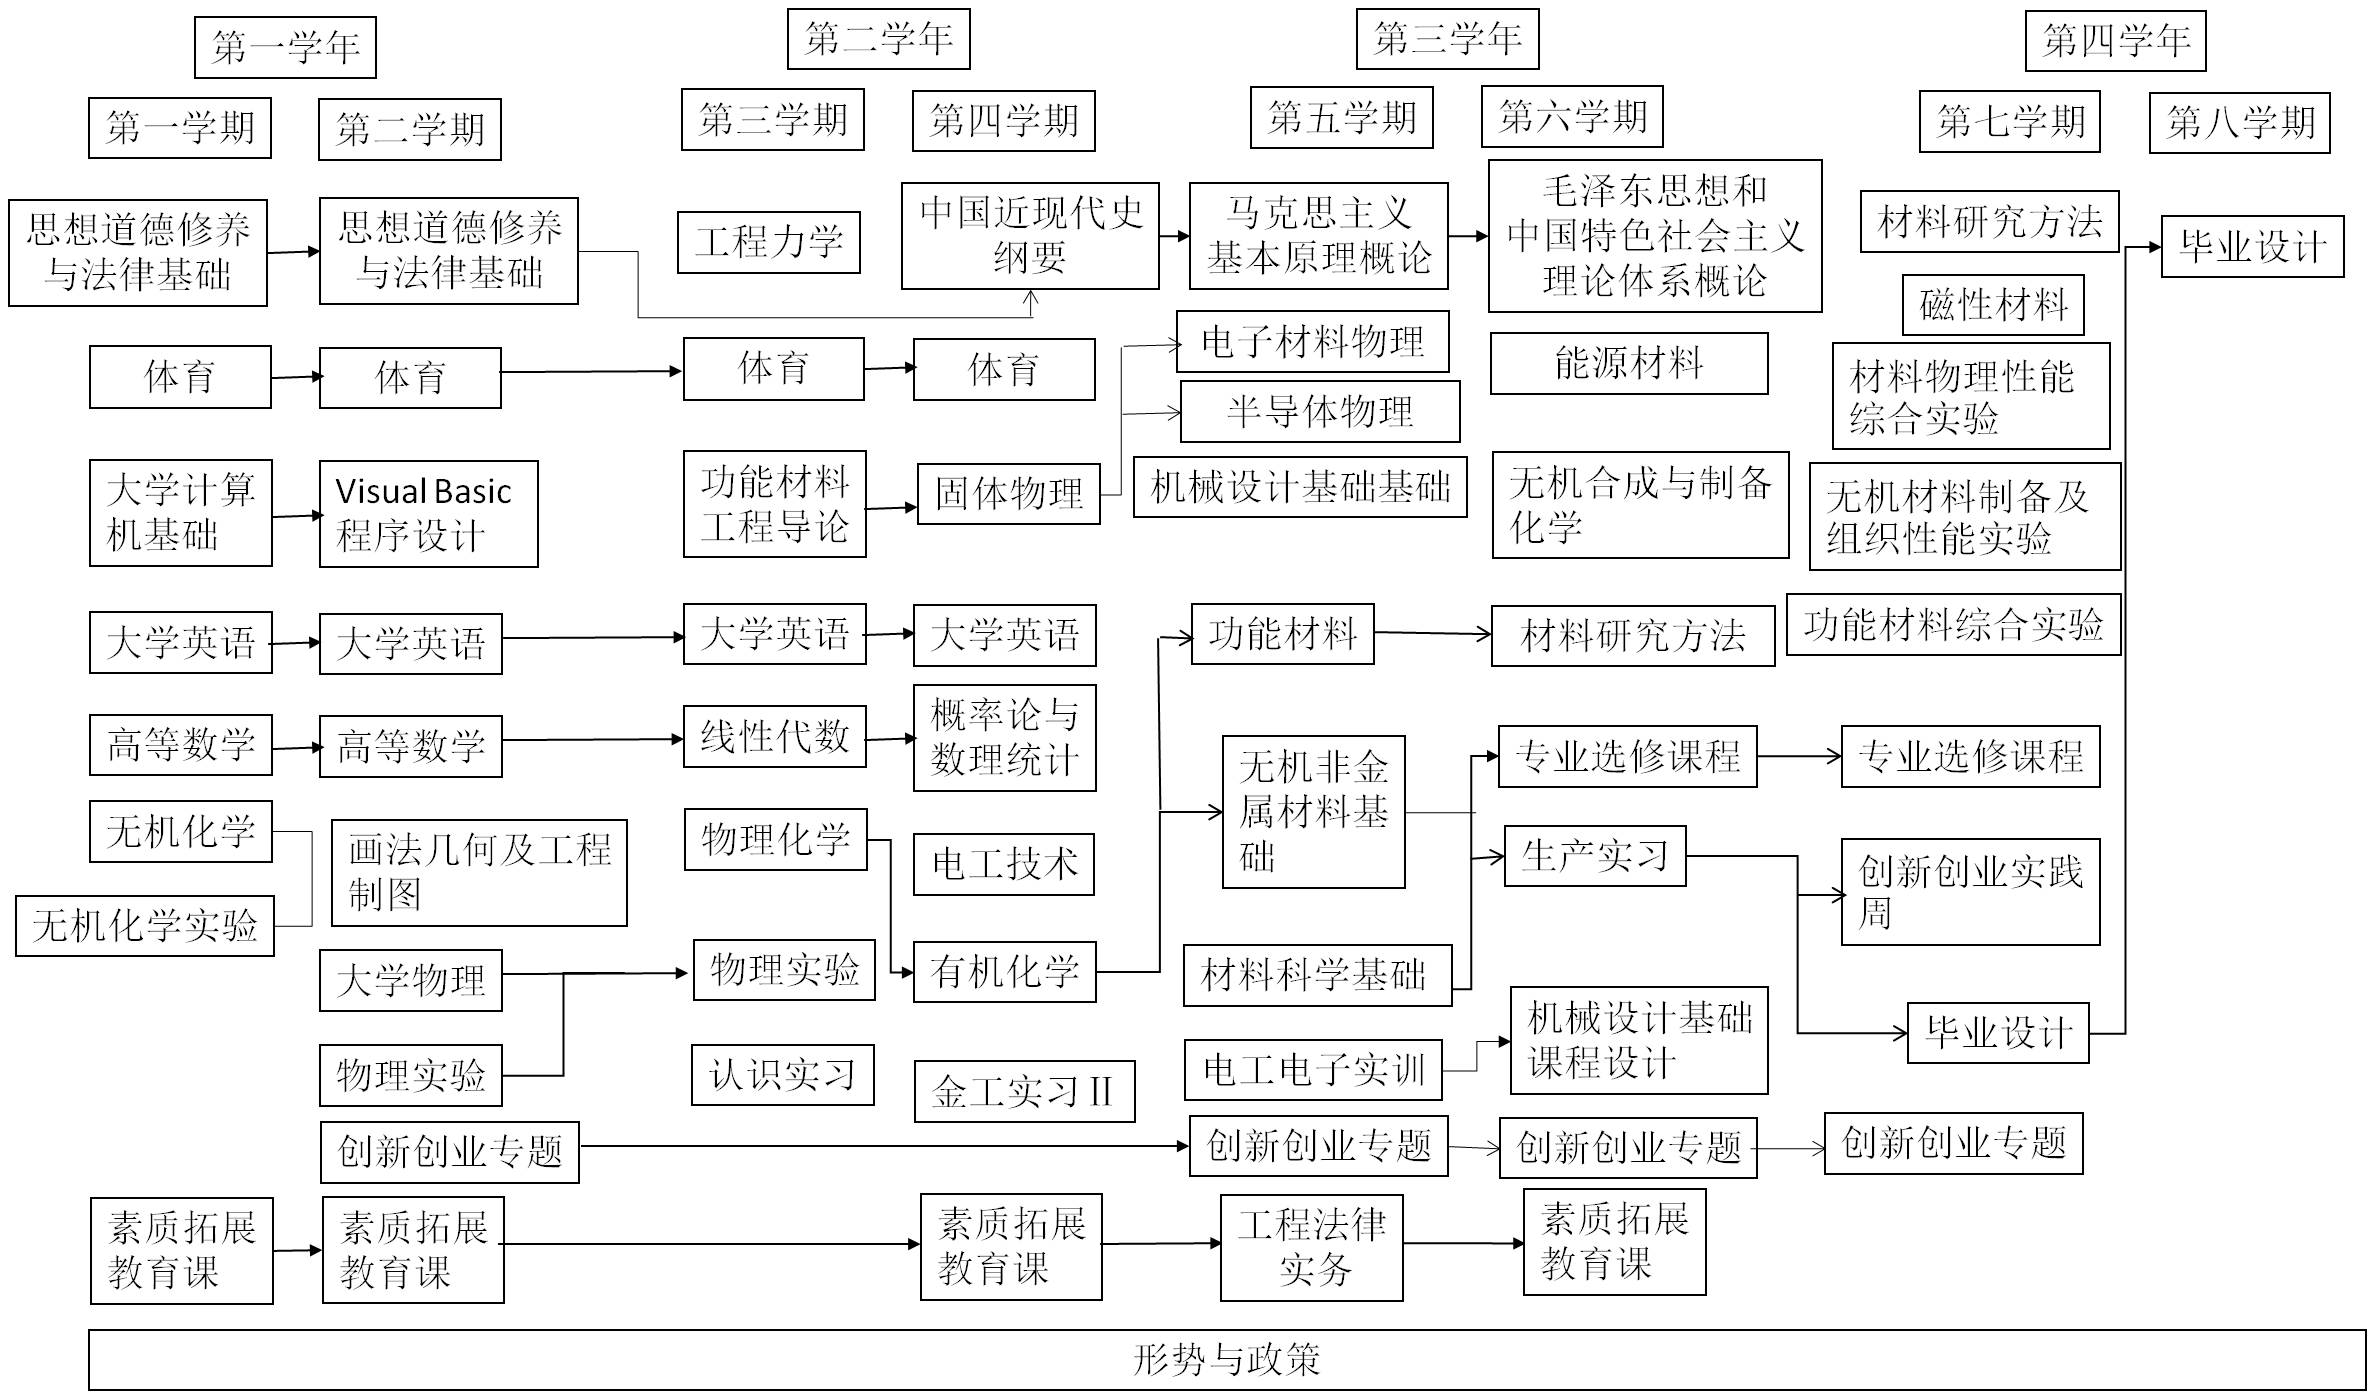 第一学年
第二学年
第三学年
第四学年
第一学期
第二学期
第三学期
第四学期
第五学期
第六学期
第七学期
第八学期
思想道德修养
与法律基础
思想道德修养
与法律基础
工程力学
中国近现代史
纲要
马克思主义
基本原理概论
毛泽东思想和
中国特色社会主义
理论体系概论
材料研究方法
毕业设计
磁性材料
体育
体育
体育
体育
电子材料物理
半导体物理
能源材料
材料物理性能
综合实验
大学计算
机基础
Visual Basic
程序设计
功能材料
工程导论
固体物理
机械设计基础基础
无机合成与制备
化学
无机材料制备及
组织性能实验
大学英语
大学英语
大学英语
大学英语
功能材料
材料研究方法
功能材料综合实验
高等数学
高等数学
线性代数
概率论与
数理统计
无机非金
属材料基
础
专业选修课程
专业选修课程
无机化学
画法几何及工程
制图
物理化学
电工技术
生产实习
创新创业实践
周
无机化学实验
大学物理
物理实验
有机化学
材料科学基础
机械设计基础
课程设计
毕业设计
物理实验
认识实习
金工实习Ⅱ
电工电子实训
创新创业专题
创新创业专题
创新创业专题
创新创业专题
素质拓展
教育课
素质拓展
教育课
素质拓展
教育课
工程法律
实务
素质拓展
教育课
形势与政策